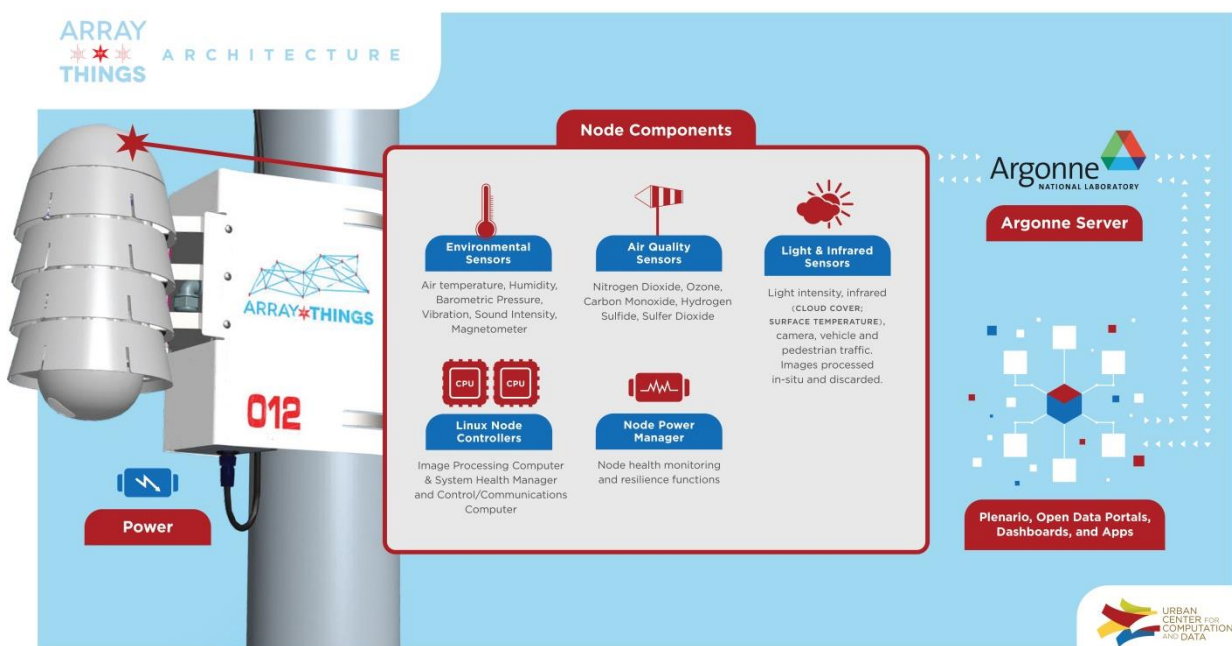 ARRAY
THINGS
ARCHITECTURE
Node Components
Environmental
Sensors
Air temperature, Humidity,
Barometric Pressure,
Vibration, Sound Intensity,
Magnetometer
Air Quality
Sensors
Nitrogen Dioxide, Ozone,
Carbon Monoxide, Hydrogen
Sulfide, Sulfer Dioxide
Light & Infrared
Sensors
Light intensity, infrared
(CLOUD COVER;
SURFACE TEMPERATURE),
camera, vehicle and
pedestrian traffic.
Images processed
in-situ and discarded.
CPU CPU
Linux Node
Controllers
Image Processing Computer
& System Health Manager
and Control/Communications
Computer
Node Power
Manager
Node health monitoring
and resilience functions
ARRAY THINGS
012
Power
Argonne
NATIONAL LABORATORY
Argonne Server
Plenario, Open Data Portals,
Dashboards, and Apps
URBAN
CENTER FOR
COMPUTATION
AND DATA